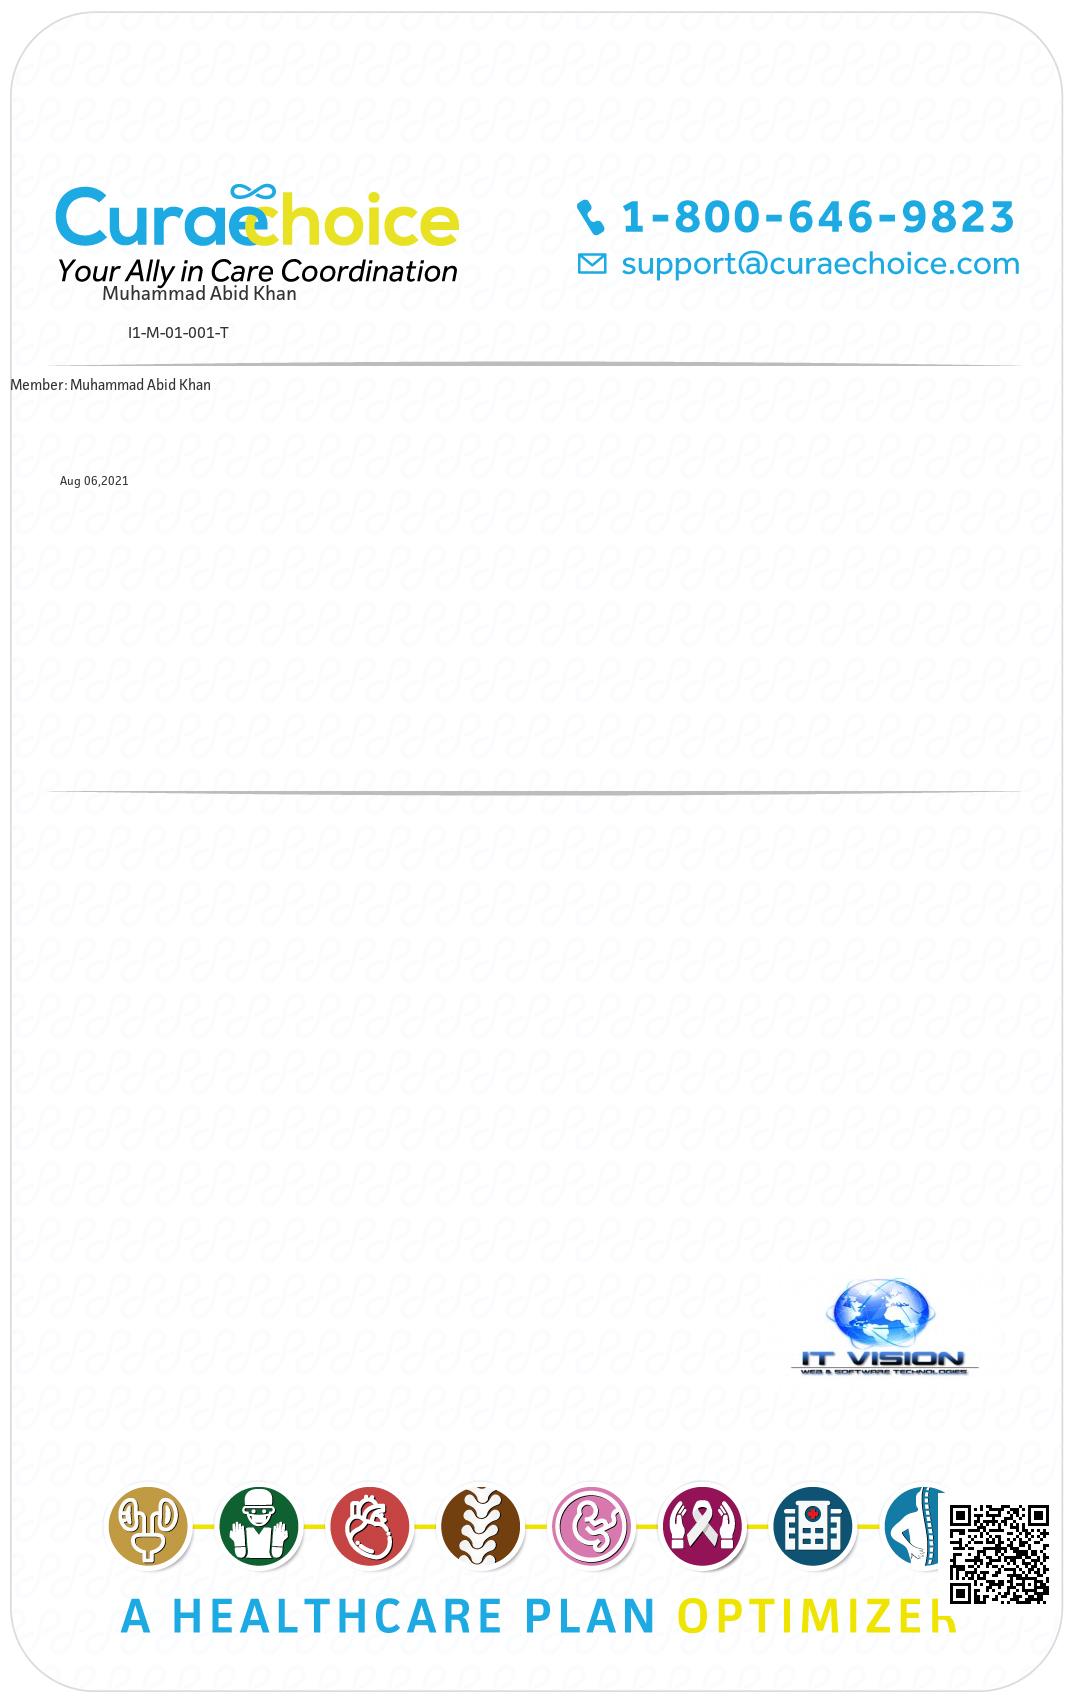 Curaechoice
1-800-646-9823
Your Ally in Care Coordination
support@curaechoice.com
Muhammad Abid Khan
I1-M-01-001-T
Member: Muhammad Abid Khan
Aug 06,2021
IT VISION
WEB & SOFTWARE TECHNOLOGIES
A HEALTHCARE PLAN OPTIMIZER